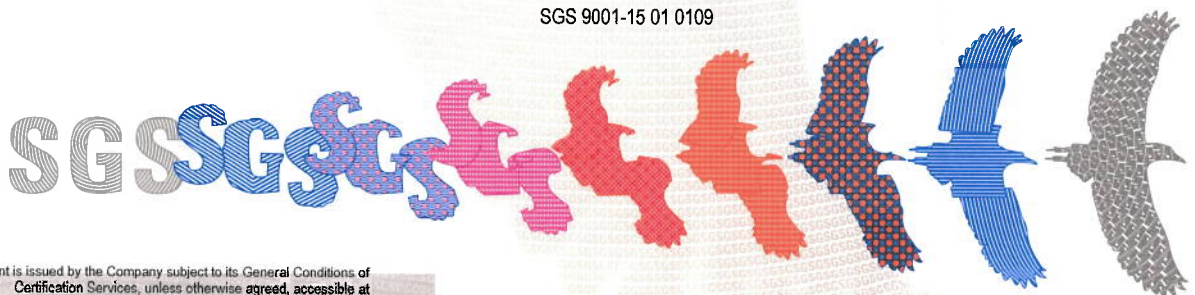 SGS 9001-15 01 0109
SGS SGS SGS
nt is issued by the Company subject to its General Conditions of
Certification Services, unless otherwise agreed, accessible at